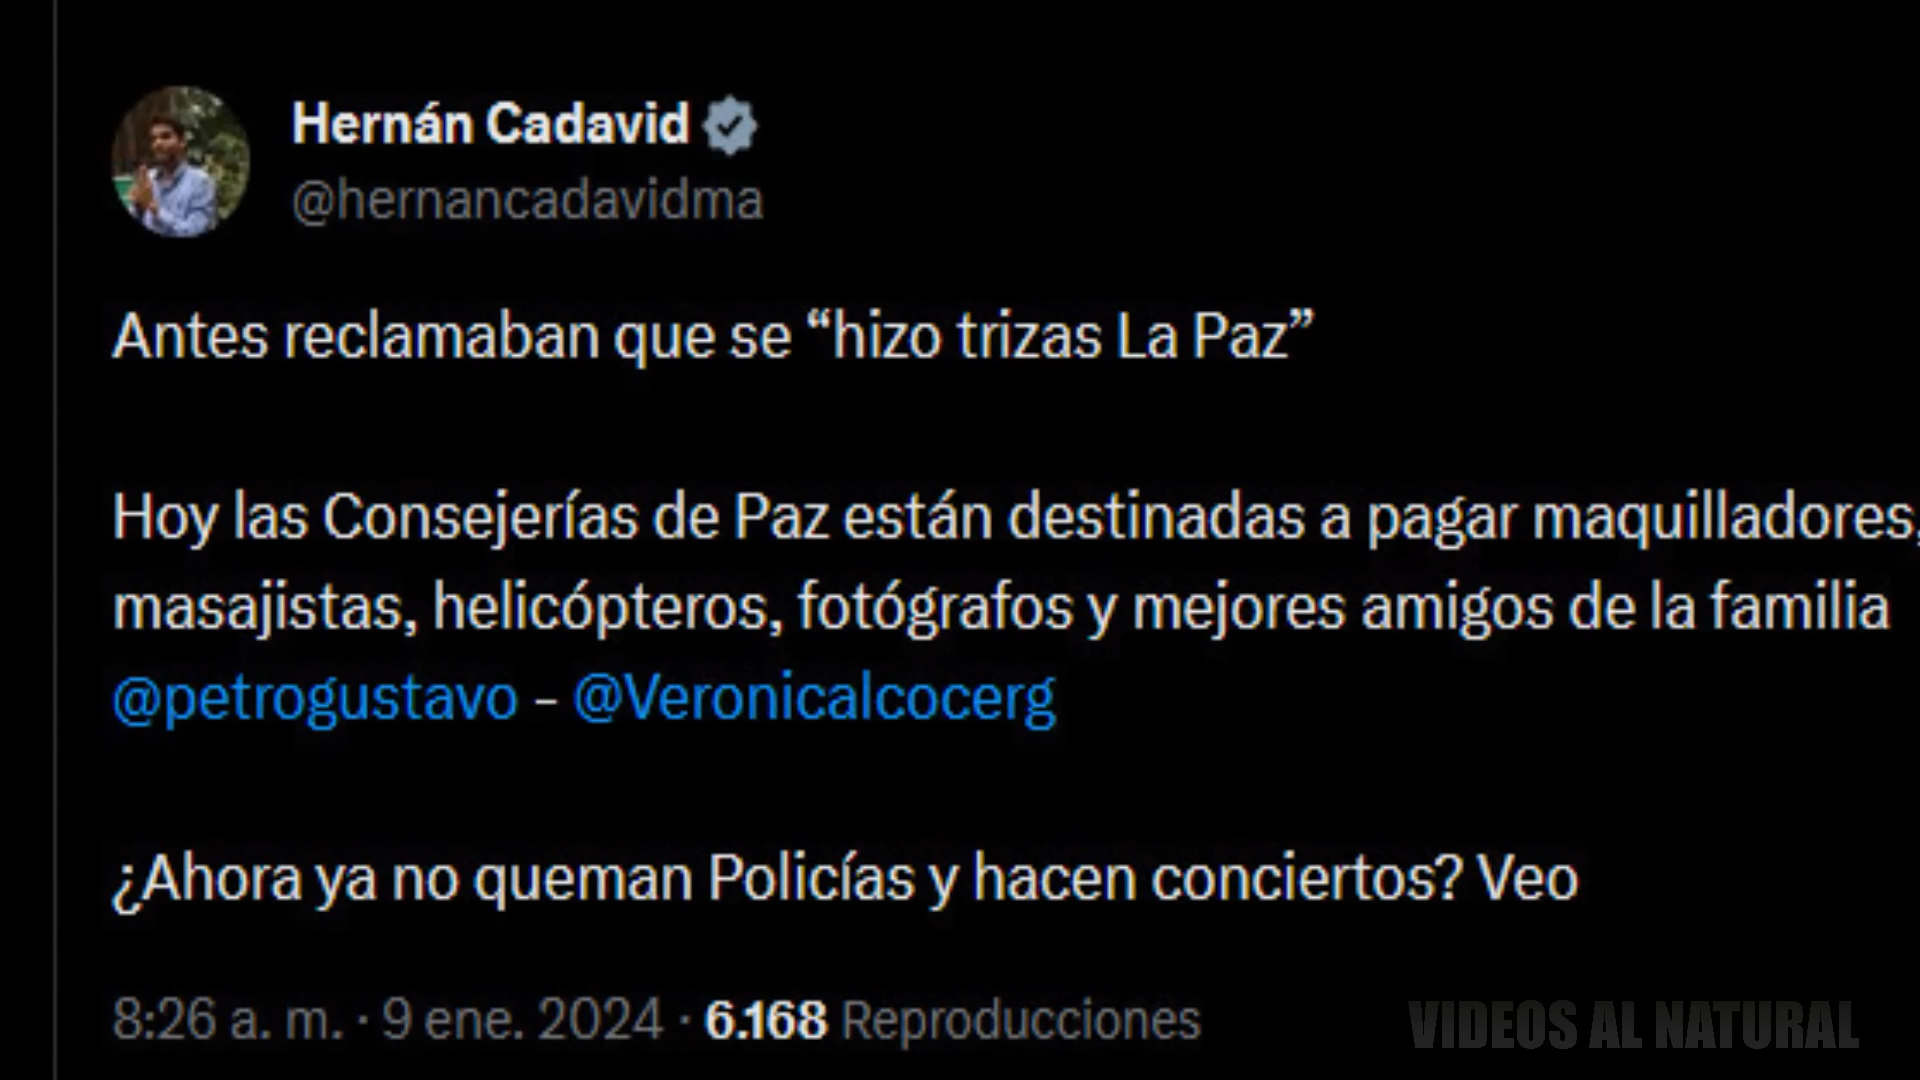 Hernán Cadavid
@hernancadavidma
Antes reclamaban que se “hizo trizas La Paz”
Hoy las Consejerías de Paz están destinadas a pagar maquilladores,
masajistas, helicópteros, fotógrafos y mejores amigos de la familia
@petrogustavo - @Veronicalcocerg
¿Ahora ya no queman Policías y hacen conciertos? Veo
8:26 a. m. · 9 ene. 2024 · 6.168 Reproducciones
VIDEOS AL NATURAL